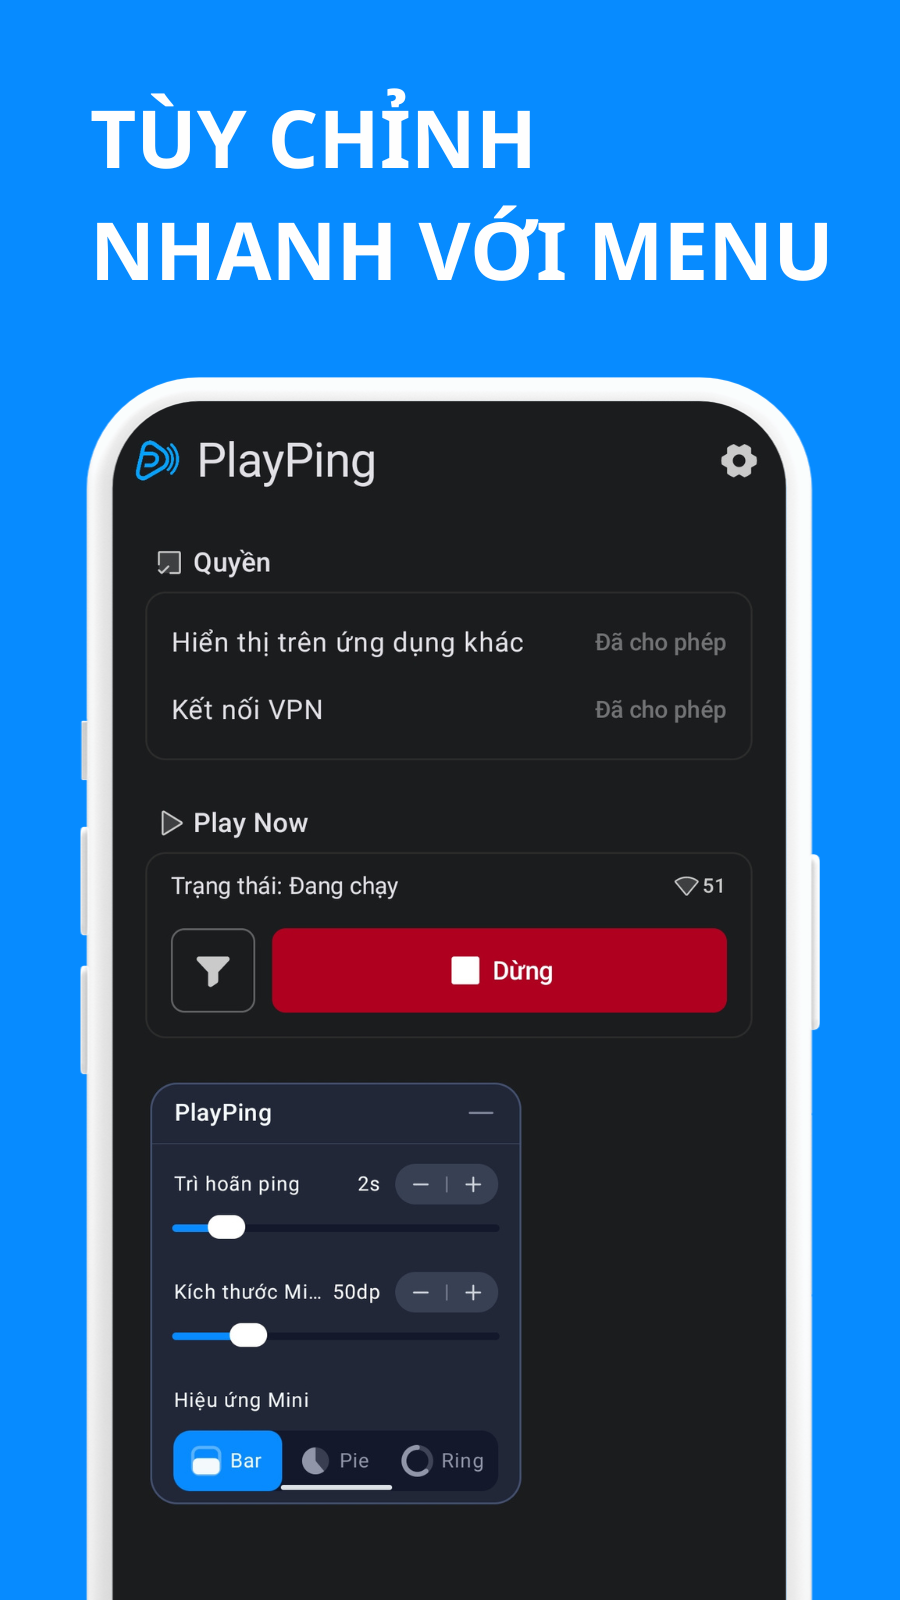 TÙY CHỈNH
NHANH VỚI MENU
PlayPing
Quyền
Hiển thị trên ứng dụng khác Đã cho phép
Kết nối VPN Đã cho phép
Play Now
Trạng thái: Đang chạy 51
Dừng
PlayPing
Trì hoãn ping 2s
Kích thước Mi... 50dp
Hiệu ứng Mini
Bar Pie Ring